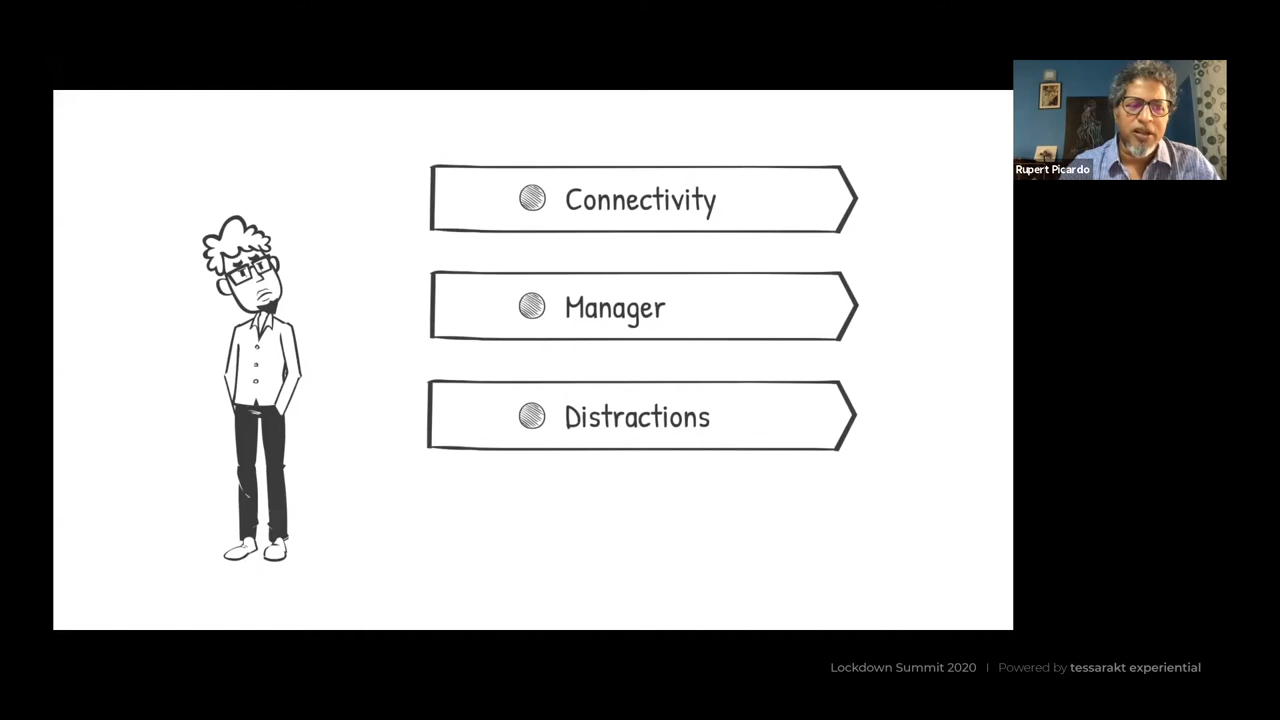 Connectivity
Manager
Distractions
Rupert Picardo
Lockdown Summit 2020 | Powered by tessarakt experiential